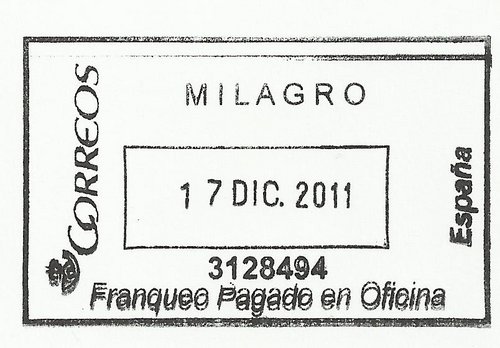 CORREOS
MILAGRO
17 DIC. 2011
3128494
Franqueo Pagado en Oficina
España